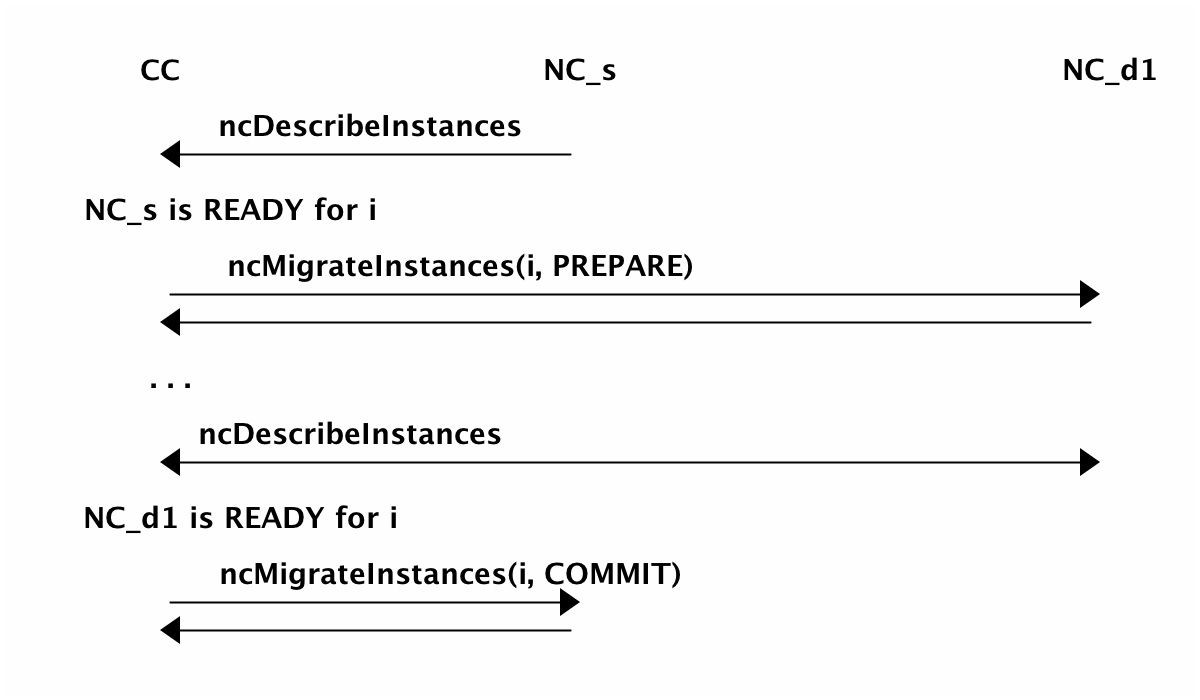 CC NC_s NC_d1
ncDescribeInstances
NC_s is READY for i
ncMigrateInstances(i, PREPARE)
...
ncDescribeInstances
NC_d1 is READY for i
ncMigrateInstances(i, COMMIT)